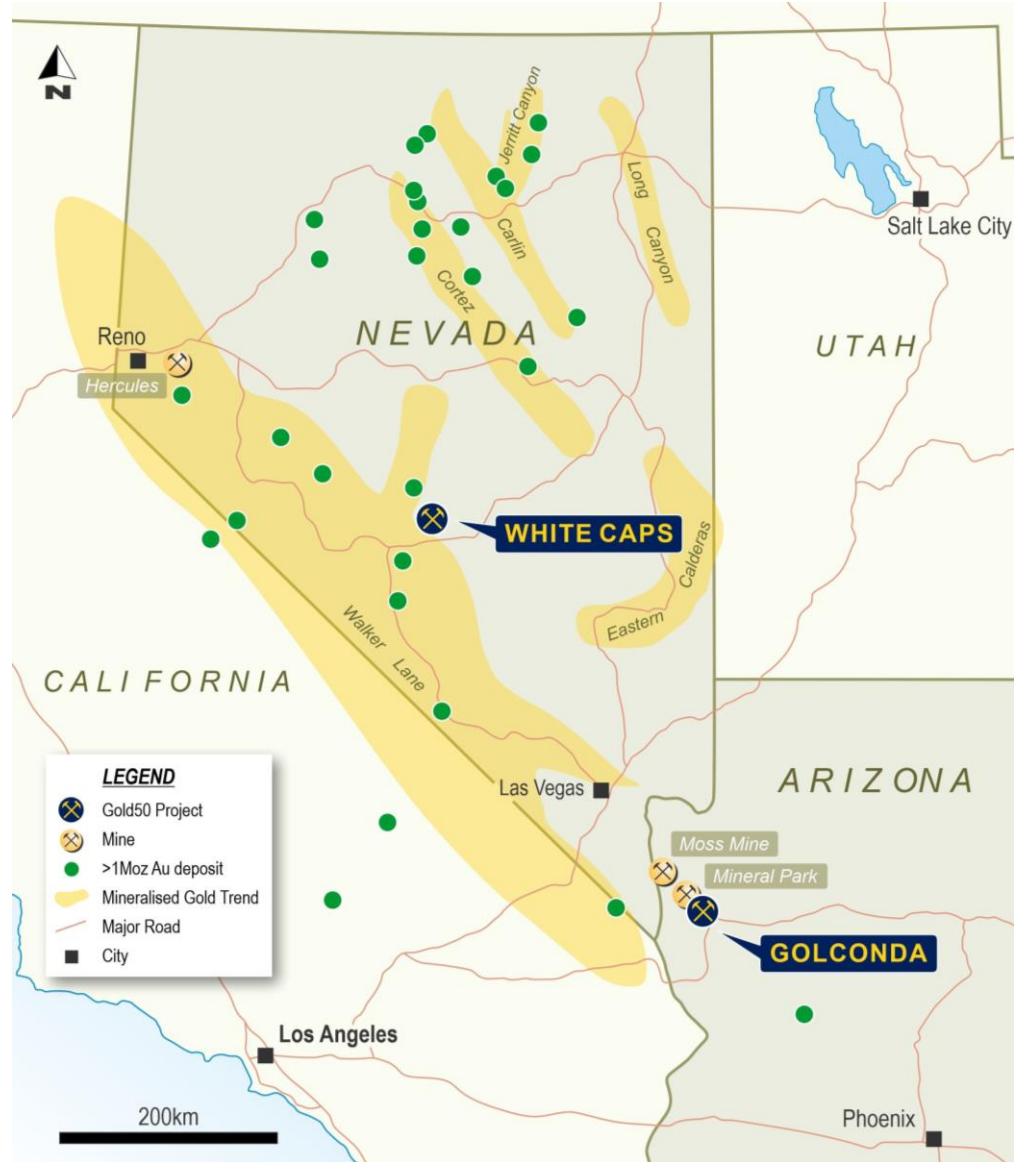 N
Jerritt Canyon
Long
Canyon
Carlin
Cortez
Salt Lake City
NEVADA
UTAH
Reno
Hercules
WHITE CAPS
Eastern
Calderas
Walker
Lane
CALIFORNIA
Las Vegas
ARIZONA
Moss Mine
Mineral Park
GOLCONDA
LEGEND
Gold50 Project
Mine
>1Moz Au deposit
Mineralised Gold Trend
Major Road
City
Los Angeles
200km
Phoenix